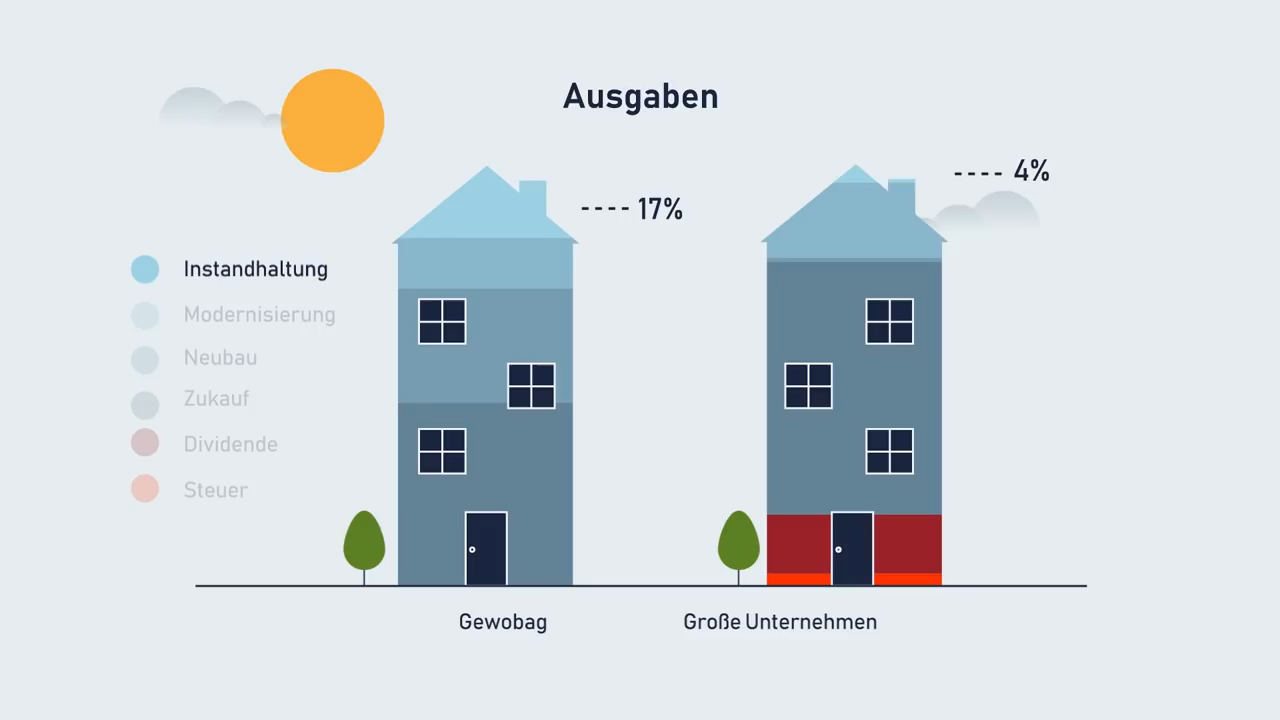 Ausgaben
---- 4%
---- 17%
Instandhaltung
Modernisierung
Neubau
Zukauf
Dividende
Steuer
Gewobag
Große Unternehmen